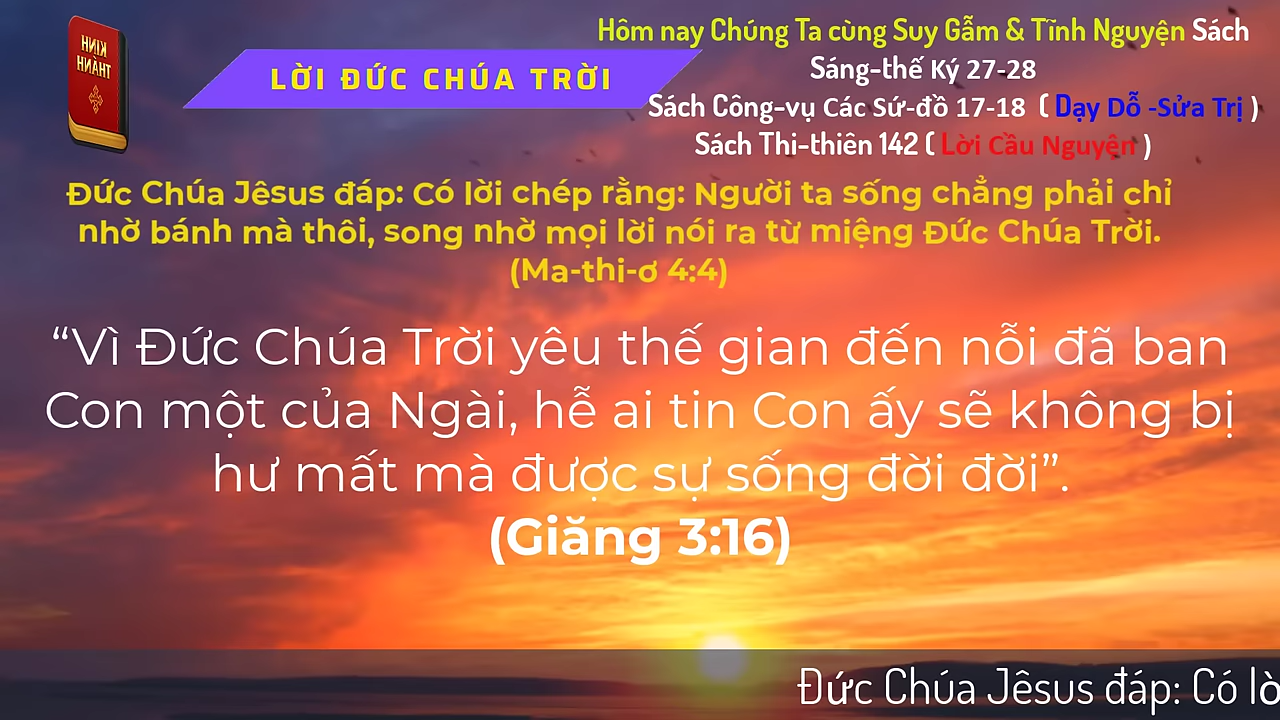 KINH
THÁNH
LỜI ĐỨC CHÚA TRỜI
Hôm nay Chúng Ta cùng Suy Gẫm & Tĩnh Nguyện Sách
Sáng-thế Ký 27-28
Sách Công-vụ Các Sứ-đồ 17-18 ( Dạy Dỗ -Sửa Trị )
Sách Thi-thiên 142 ( Lời Cầu Nguyện )
Đức Chúa Jêsus đáp: Có lời chép rằng: Người ta sống chẳng phải chỉ
nhờ bánh mà thôi, song nhờ mọi lời nói ra từ miệng Đức Chúa Trời.
(Ma-thi-ơ 4:4)
“Vì Đức Chúa Trời yêu thế gian đến nỗi đã ban
Con một của Ngài, hễ ai tin Con ấy sẽ không bị
hư mất mà được sự sống đời đời”.
(Giăng 3:16)
Đức Chúa Jêsus đáp: Có lờ